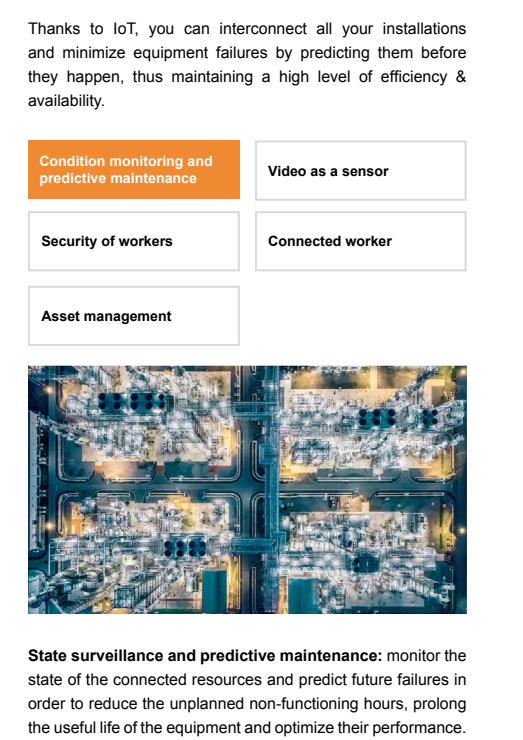 Thanks to IoT, you can interconnect all your installations
and minimize equipment failures by predicting them before
they happen, thus maintaining a high level of efficiency &
availability.
Condition monitoring and
predictive maintenance
Video as a sensor
Security of workers
Connected worker
Asset management
State surveillance and predictive maintenance: monitor the
state of the connected resources and predict future failures in
order to reduce the unplanned non-functioning hours, prolong
the useful life of the equipment and optimize their performance.